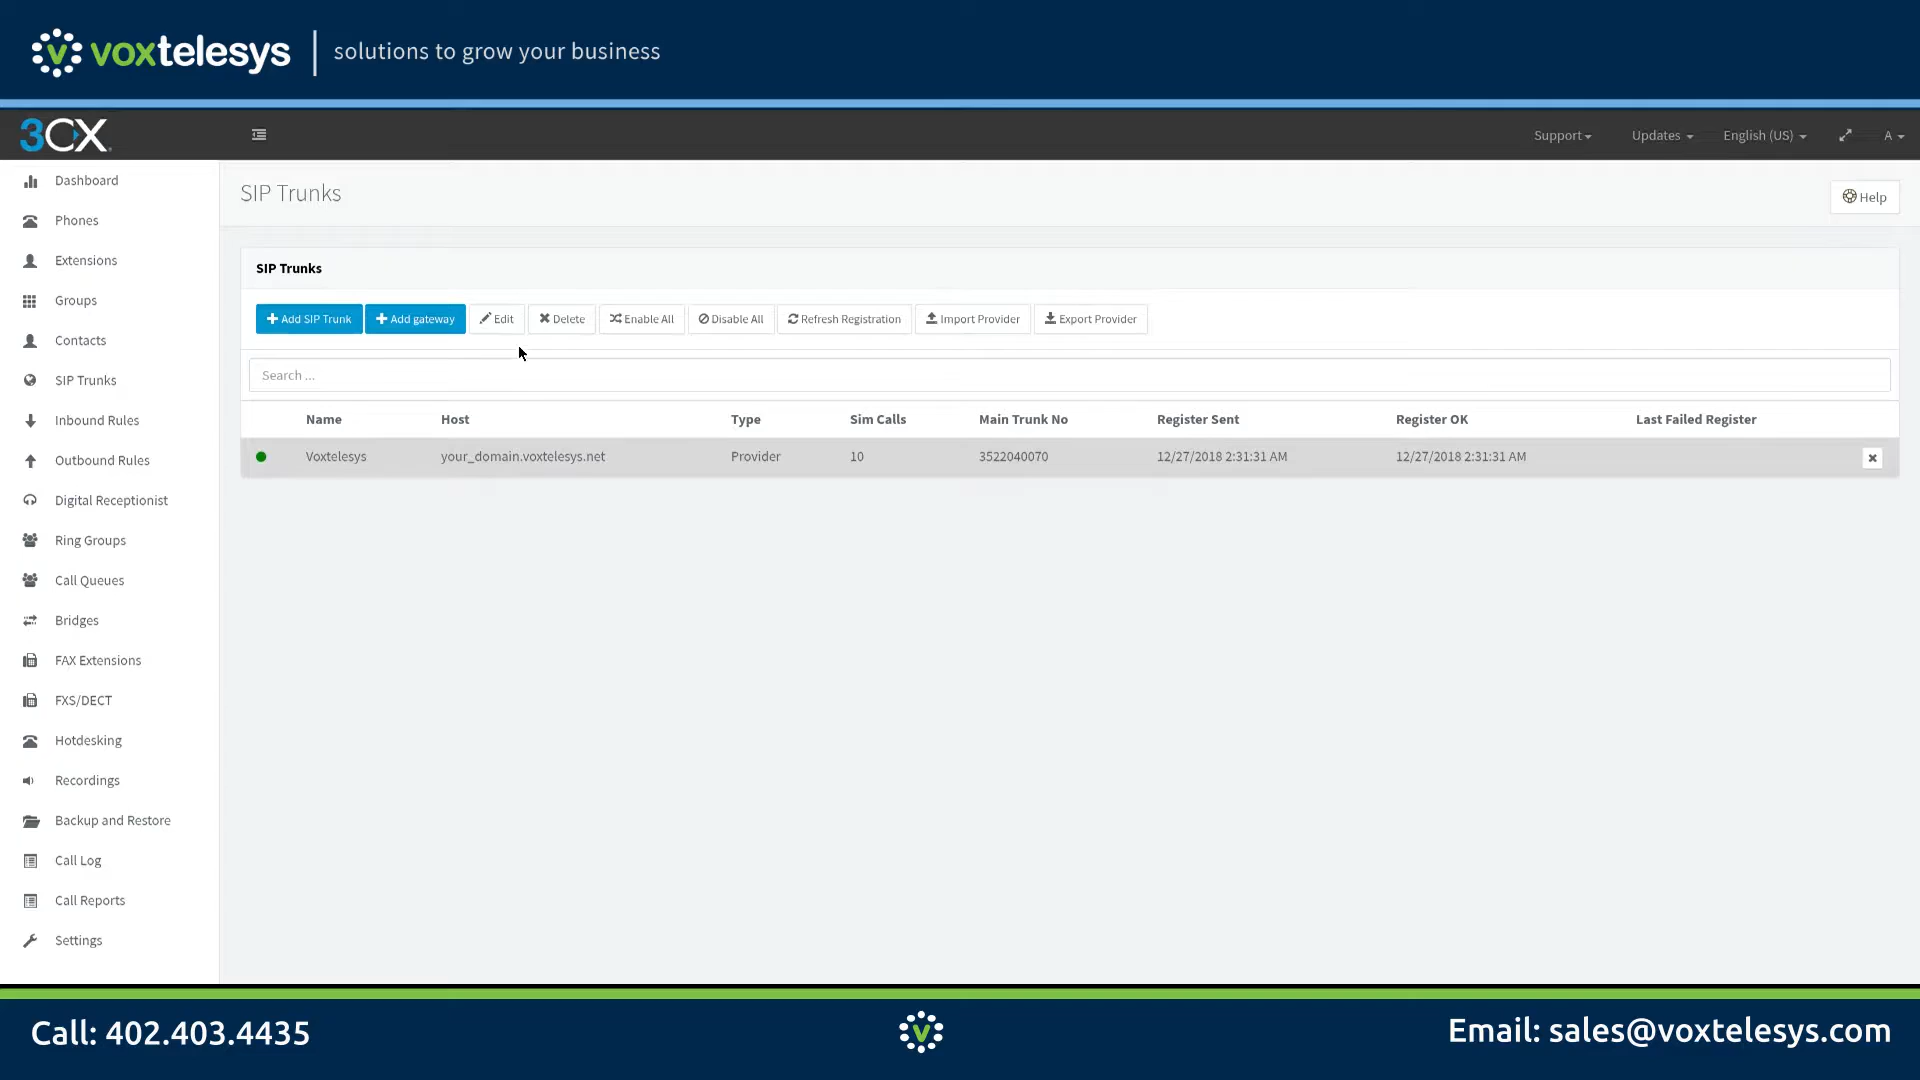 voxtelesys | solutions to grow your business
3CX
Support
Updates
English (US)
A
Dashboard
Phones
Extensions
Groups
Contacts
SIP Trunks
Inbound Rules
Outbound Rules
Digital Receptionist
Ring Groups
Call Queues
Bridges
FAX Extensions
FXS/DECT
Hotdesking
Recordings
Backup and Restore
Call Log
Call Reports
Settings
SIP Trunks
Help
SIP Trunks
Add SIP Trunk Add gateway Edit Delete Enable All Disable All Refresh Registration Import Provider Export Provider
Search ...
Name Host Type Sim Calls Main Trunk No Register Sent Register OK Last Failed Register
Voxtelesys your_domain.voxtelesys.net Provider 10 3522040070 12/27/2018 2:31:31 AM 12/27/2018 2:31:31 AM
Call: 402.403.4435
v
Email: sales@voxtelesys.com